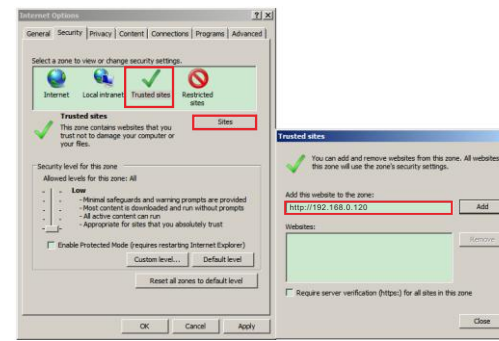 Internet Options
General Security Privacy Content Connections Programs Advanced
Select a zone to view or change security settings.
Internet Local intranet Trusted sites Restricted sites
Trusted sites
This zone contains websites that you
trust not to damage your computer or
your files.
Sites
Security level for this zone
Allowed levels for this zone: All
Low
- Minimal safeguards and warning prompts are provided
- Most content is downloaded and run without prompts
- All active content can run
- Appropriate for sites that you absolutely trust
Enable Protected Mode (requires restarting Internet Explorer)
Custom level... Default level
Reset all zones to default level
OK Cancel Apply
Trusted sites
You can add and remove websites from this zone. All websites
this zone will use the zone's security settings.
Add this website to the zone:
http://192.168.0.120 Add
Websites:
Remove
Require server verification (https:) for all sites in this zone
Close